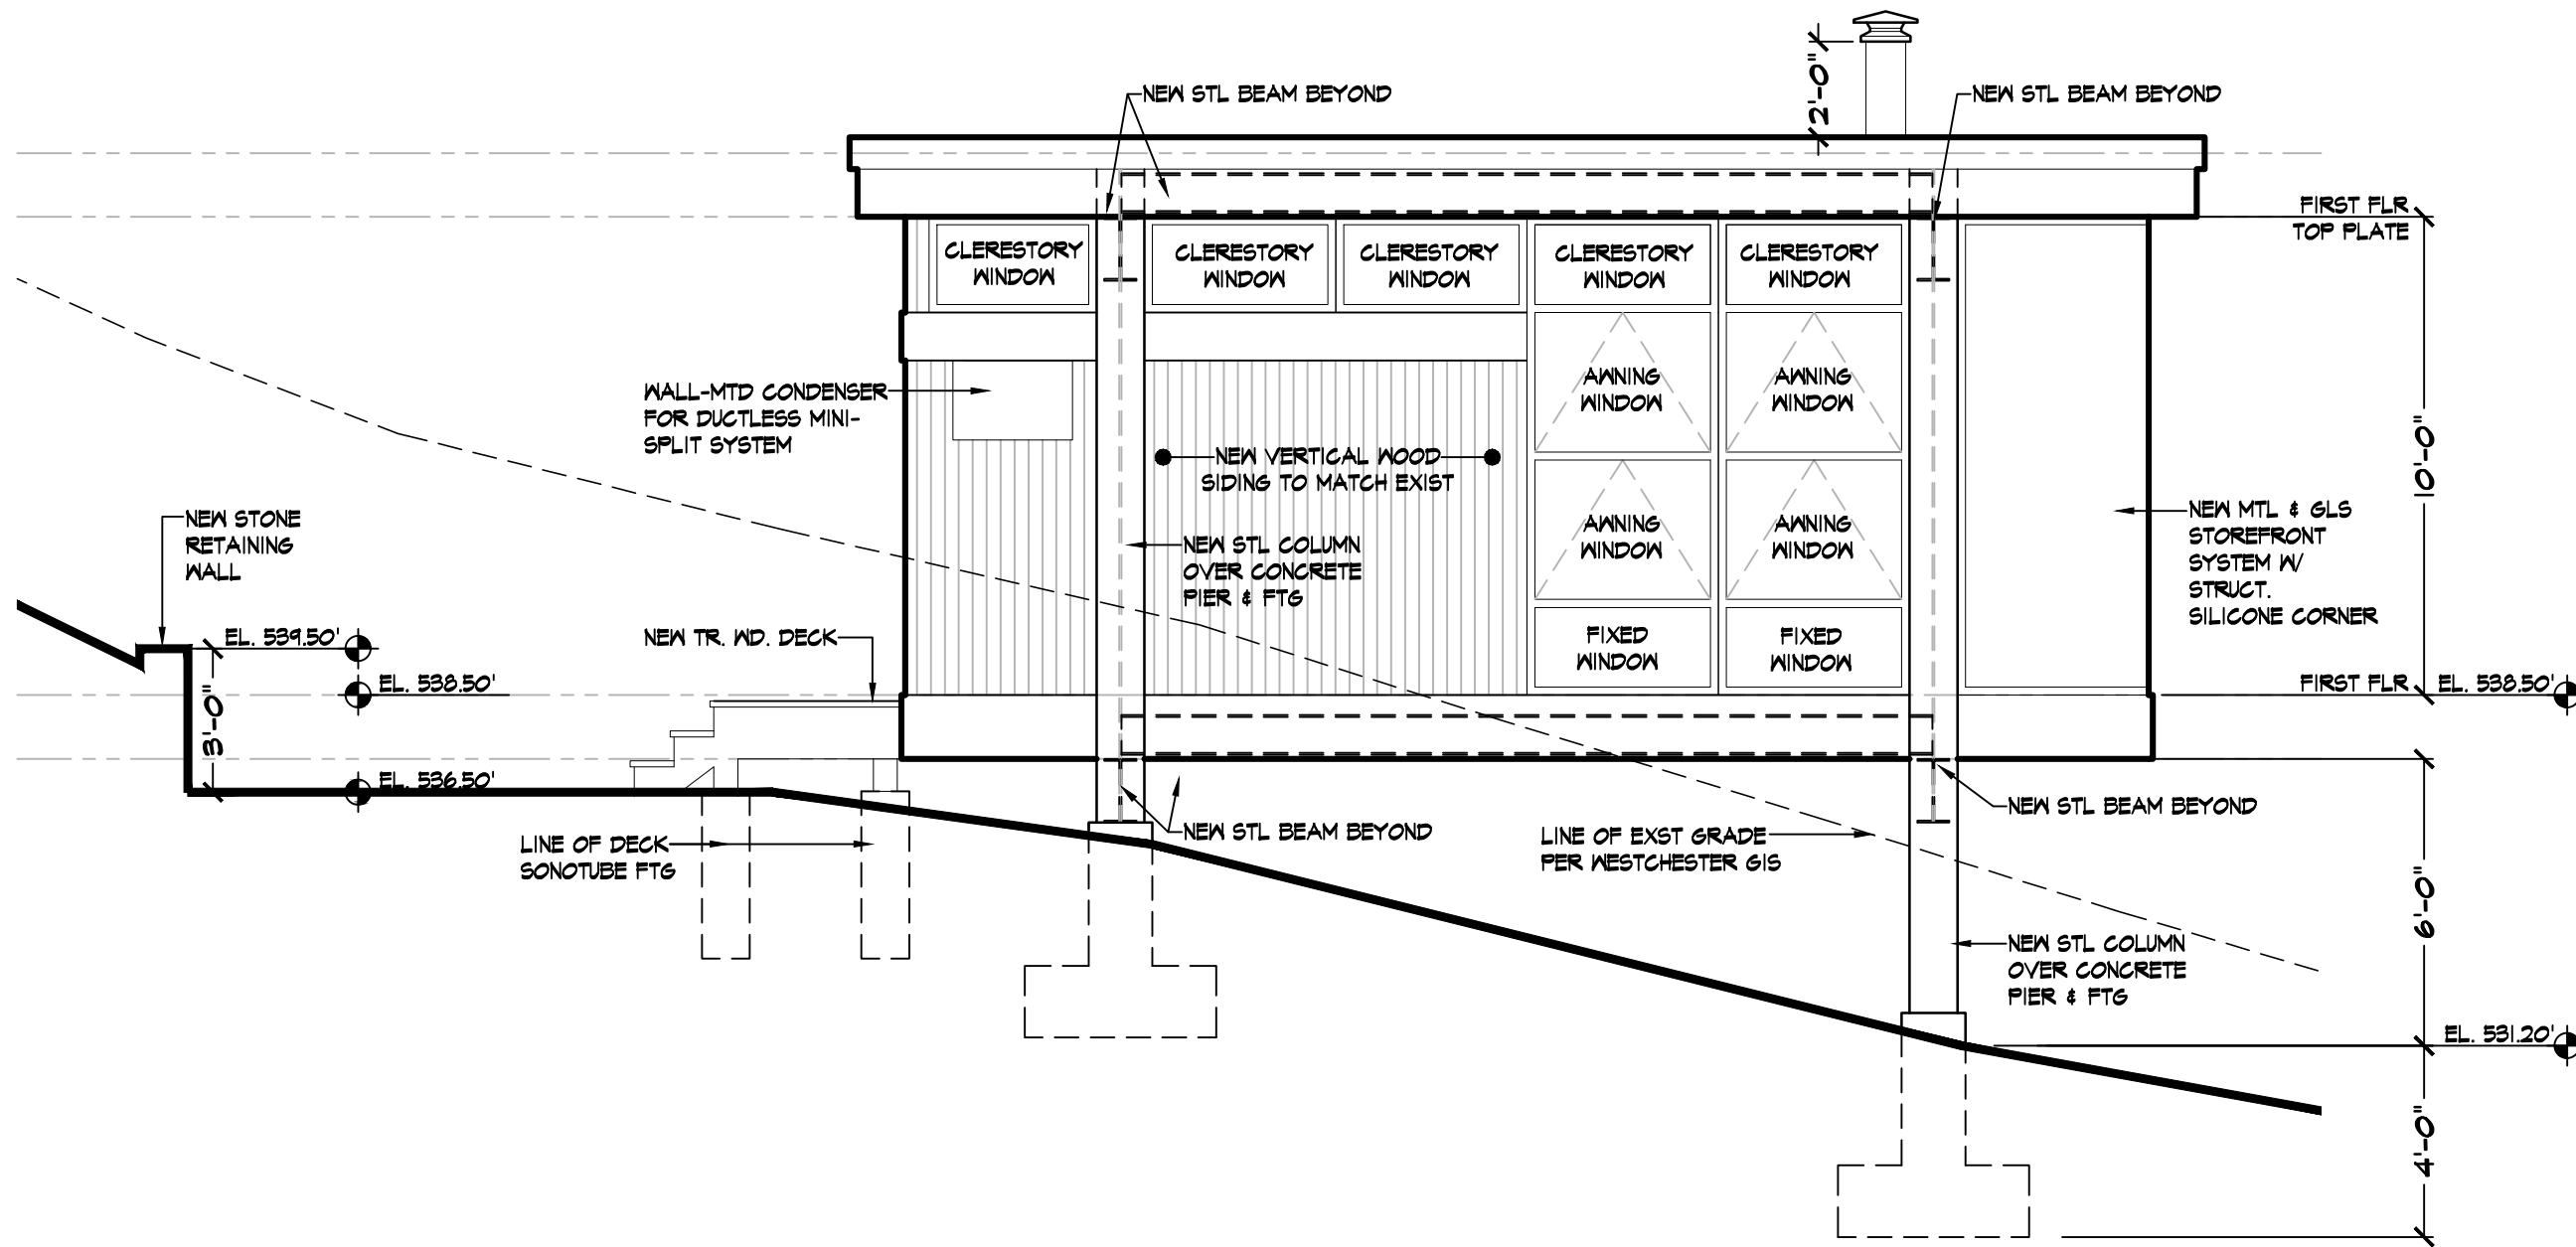 2'-0"
NEW STL BEAM BEYOND
NEW STL BEAM BEYOND
FIRST FLR
TOP PLATE
CLERESTORY
WINDOW
CLERESTORY
WINDOW
CLERESTORY
WINDOW
CLERESTORY
WINDOW
CLERESTORY
WINDOW
WALL-MTD CONDENSER
FOR DUCTLESS MINI-
SPLIT SYSTEM
AWNING
WINDOW
AWNING
WINDOW
10'-0"
NEW VERTICAL WOOD
SIDING TO MATCH EXIST
NEW STONE
RETAINING
WALL
NEW STL COLUMN
OVER CONCRETE
PIER & FTG
AWNING
WINDOW
AWNING
WINDOW
NEW MTL & GLS
STOREFRONT
SYSTEM W/
STRUCT.
SILICONE CORNER
EL. 539.50'
NEW TR. WD. DECK
FIXED
WINDOW
FIXED
WINDOW
EL. 538.50'
FIRST FLR
EL. 538.50'
3'-0"
EL. 536.50'
NEW STL BEAM BEYOND
NEW STL BEAM BEYOND
LINE OF DECK
SONOTUBE FTG
LINE OF EXST GRADE
PER WESTCHESTER GIS
6'-0"
NEW STL COLUMN
OVER CONCRETE
PIER & FTG
EL. 531.20'
4'-0"